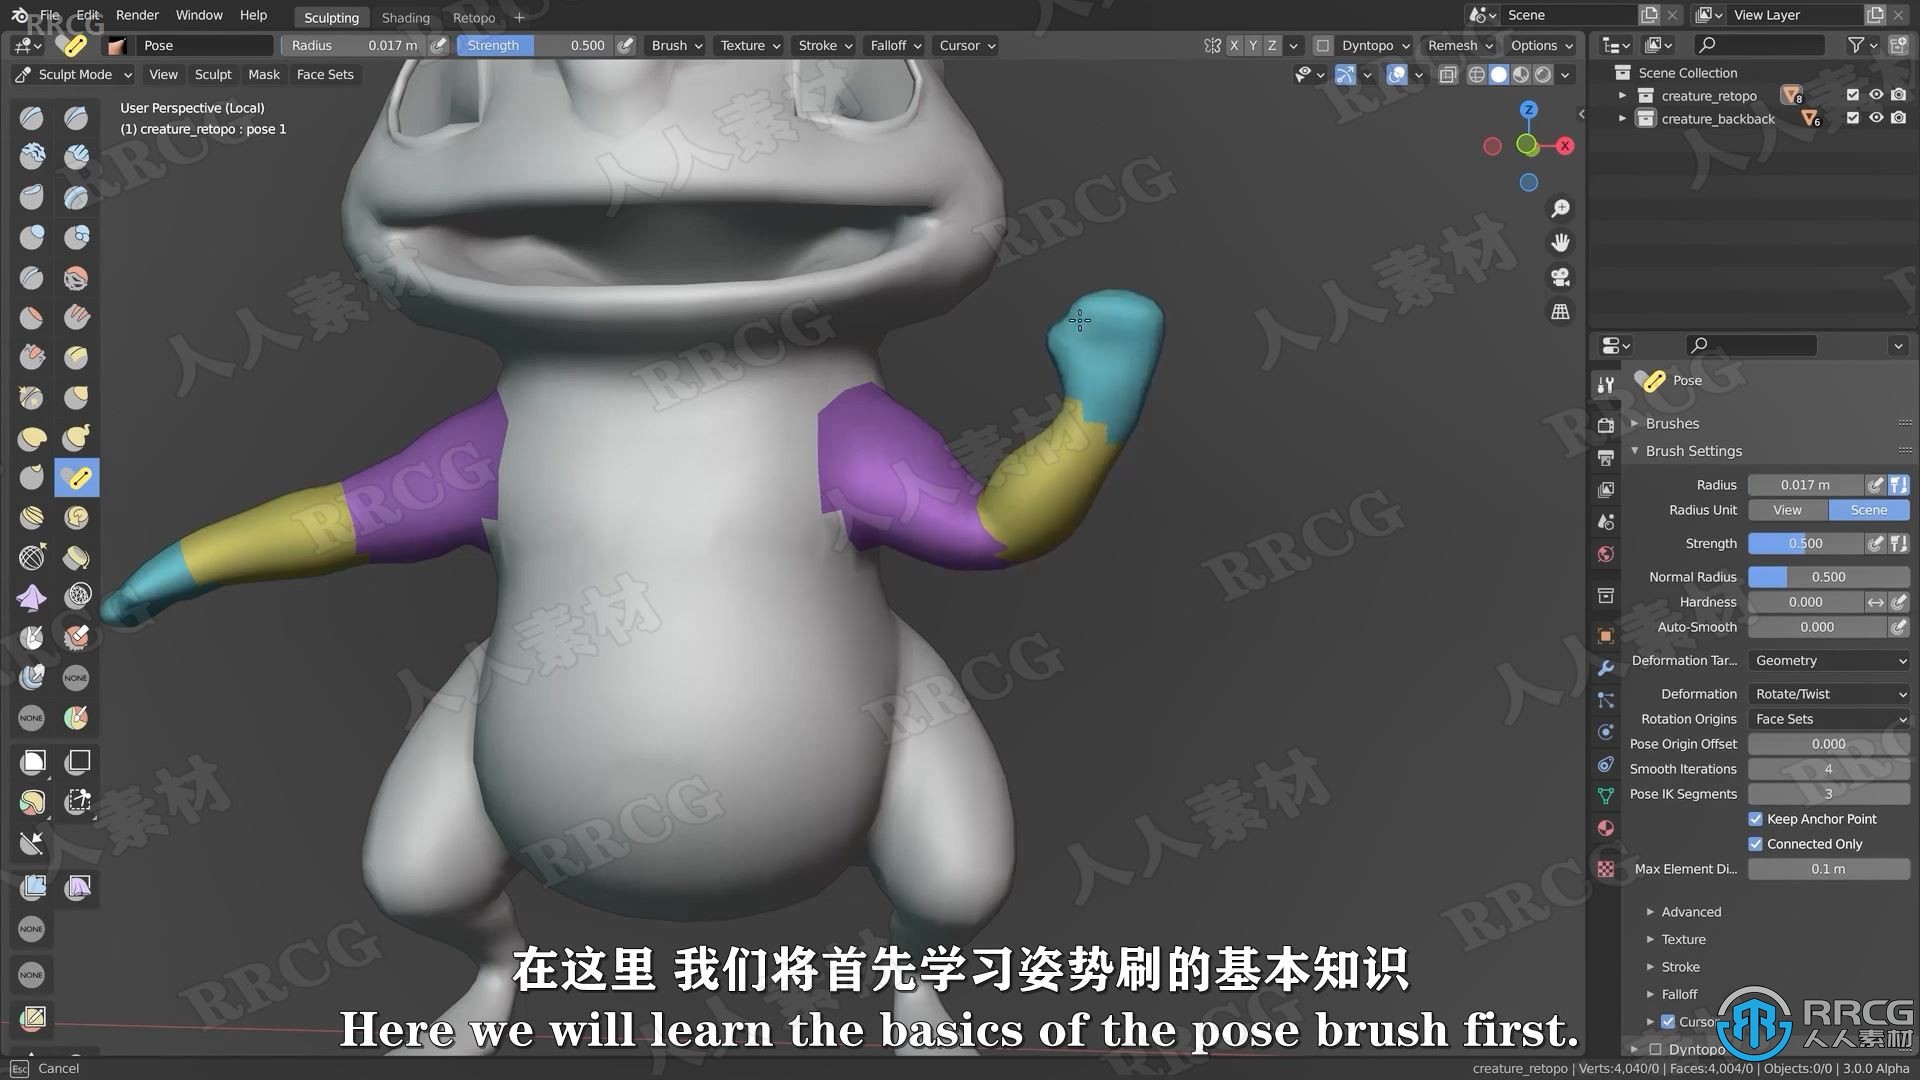 File Edit Render Window Help Sculpting Shading Retopo + Scene View Layer
RRCG
Pose Radius 0.017 m Strength 0.500 Brush Texture Stroke Falloff Cursor X Y Z Dyntopo Remesh Options
Sculpt Mode View Sculpt Mask Face Sets
User Perspective (Local)
(1) creature_retopo : pose 1
Z
X
NONE
NONE
NONE
NONE
Scene Collection
creature_retopo 8
creature_backback 6
Pose
Brushes
Brush Settings
Radius 0.017 m
Radius Unit View Scene
Strength 0.500
Normal Radius 0.500
Hardness 0.000
Auto-Smooth 0.000
Deformation Tar... Geometry
Deformation Rotate/Twist
Rotation Origins Face Sets
Pose Origin Offset 0.000
Smooth Iterations 4
Pose IK Segments 3
Keep Anchor Point
Connected Only
Max Element Di... 0.1 m
Advanced
Texture
Stroke
Falloff
Curso
Dyntopo
在这里 我们将首先学习姿势刷的基本知识
Here we will learn the basics of the pose brush first.
RRCG
人人素材
Esc Cancel
creature_retopo | Verts:4,040/0 | Faces:4,004/0 | Objects:0/0 | 3.0.0 Alpha